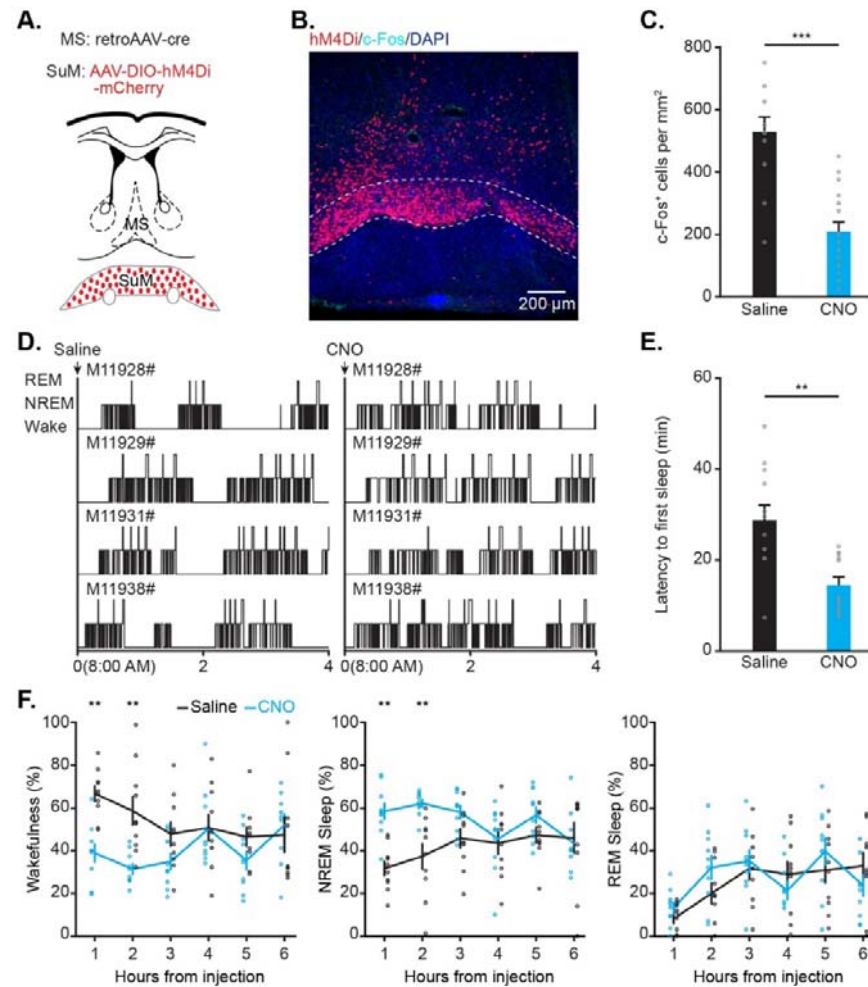 A.
MS: retroAAV-cre
SuM: AAV-DIO-hM4Di
-mCherry
MS
SuM
B.
hM4Di/c-Fos/DAPI
200 µm
C.
***
c-Fos⁺ cells per mm²
800
600
400
200
0
Saline
CNO
D.
Saline
CNO
REM
NREM
Wake
M11928#
M11928#
M11929#
M11929#
M11931#
M11931#
M11938#
M11938#
0(8:00 AM)
2
4
0(8:00 AM)
2
4
E.
**
Latency to first sleep (min)
60
40
20
0
Saline
CNO
F.
** **
Saline
CNO
Wakefulness (%)
100
80
60
40
20
0
1 2 3 4 5 6
Hours from injection
** **
NREM Sleep (%)
100
80
60
40
20
0
1 2 3 4 5 6
Hours from injection
REM Sleep (%)
100
80
60
40
20
0
1 2 3 4 5 6
Hours from injection